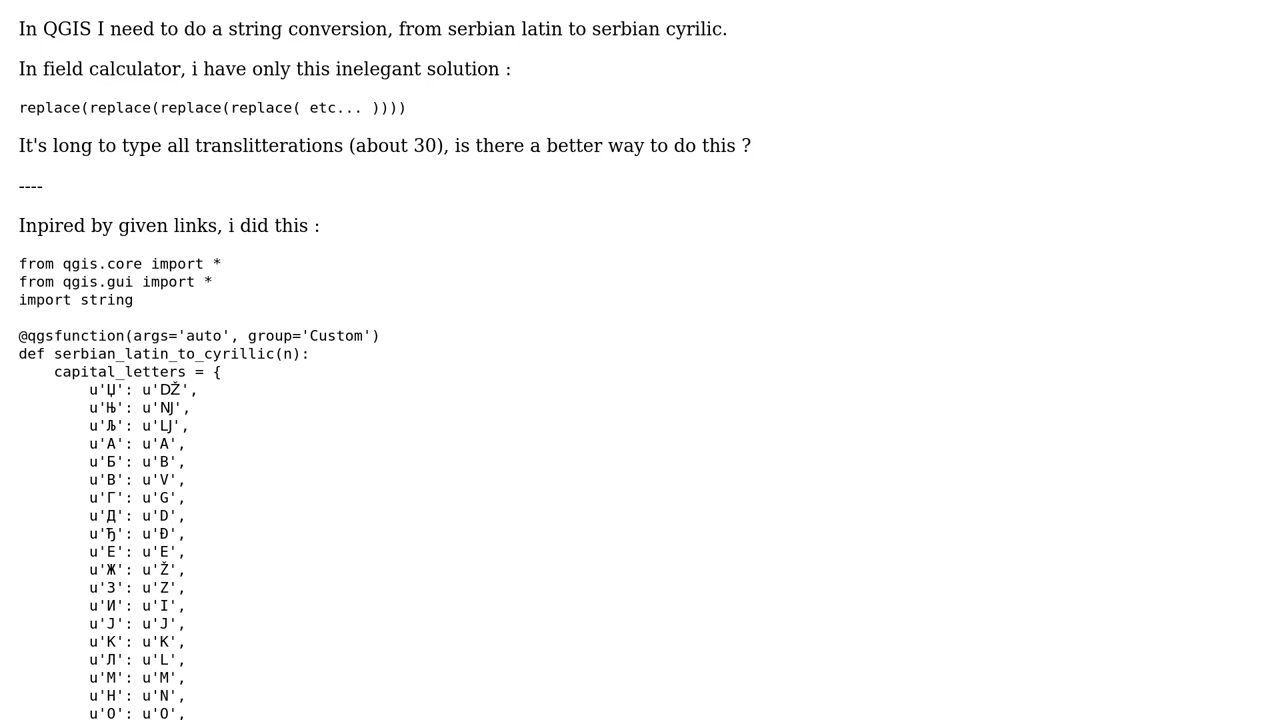 In QGIS I need to do a string conversion, from serbian latin to serbian cyrilic.
In field calculator, i have only this inelegant solution :
replace(replace(replace(replace( etc... ))))
It's long to type all translitterations (about 30), is there a better way to do this ?
----
Inpired by given links, i did this :
from qgis.core import *
from qgis.gui import *
import string
@qgsfunction(args='auto', group='Custom')
def serbian_latin_to_cyrillic(n):
    capital_letters = {
        u'Џ': u'Ǆ',
        u'Њ': u'Ǌ',
        u'Љ': u'Ǉ',
        u'А': u'A',
        u'Б': u'B',
        u'В': u'V',
        u'Г': u'G',
        u'Д': u'D',
        u'Ђ': u'Đ',
        u'Е': u'E',
        u'Ж': u'Ž',
        u'З': u'Z',
        u'И': u'I',
        u'Ј': u'J',
        u'К': u'K',
        u'Л': u'L',
        u'М': u'M',
        u'Н': u'N',
        u'О': u'O',